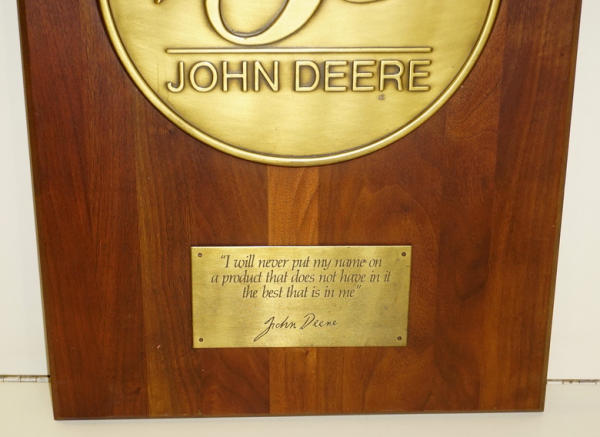 JOHN DEERE
"I will never put my name on
a product that does not have in it
the best that is in me"
John Deere